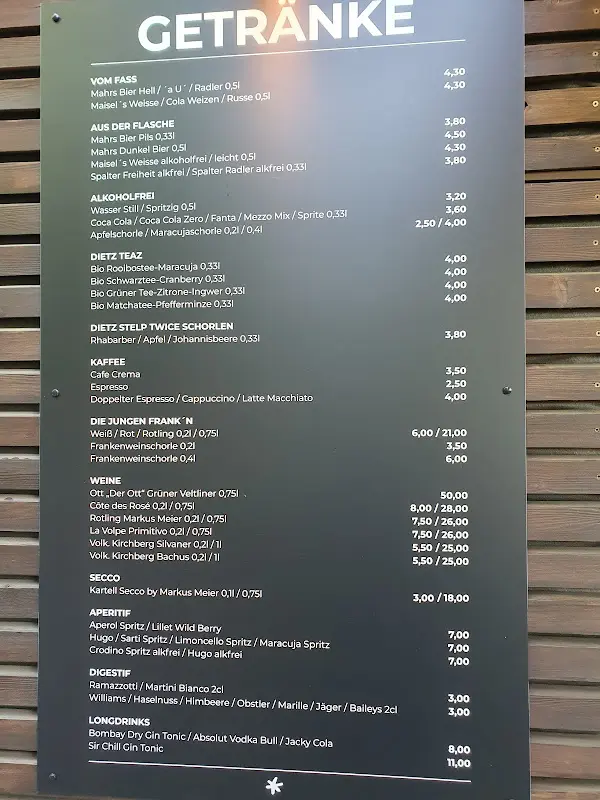 GETRÄNKE
VOM FASS
Mahrs Bier Hell / ´a U´ / Radler 0,5l 4,30
Maisel´s Weisse / Cola Weizen / Russe 0,5l 4,30
AUS DER FLASCHE
Mahrs Bier Pils 0,33l 3,80
Mahrs Dunkel Bier 0,5l 4,50
Maisel´s Weisse alkoholfrei / leicht 0,5l 4,30
Spalter Freiheit alkfrei / Spalter Radler alkfrei 0,33l 3,80
ALKOHOLFREI
Wasser Still / Spritzig 0,5l 3,20
Coca Cola / Coca Cola Zero / Fanta / Mezzo Mix / Sprite 0,33l 3,60
Apfelschorle / Maracujaschorle 0,2l / 0,4l 2,50 / 4,00
DIETZ TEAZ
Bio Rooibostee-Maracuja 0,33l 4,00
Bio Schwarztee-Cranberry 0,33l 4,00
Bio Grüner Tee-Zitrone-Ingwer 0,33l 4,00
Bio Matchatee-Pfefferminze 0,33l 4,00
DIETZ STELP TWICE SCHORLEN
Rhabarber / Apfel / Johannisbeere 0,33l 3,80
KAFFEE
Cafe Crema 3,50
Espresso 2,50
Doppelter Espresso / Cappuccino / Latte Macchiato 4,00
DIE JUNGEN FRANK´N
Weiß / Rot / Rotling 0,2l / 0,75l 6,00 / 21,00
Frankenweinschorle 0,2l 3,50
Frankenweinschorle 0,4l 6,00
WEINE
Ott „Der Ott“ Grüner Veltliner 0,75l 50,00
Côte des Rosé 0,2l / 0,75l 8,00 / 28,00
Rotling Markus Meier 0,2l / 0,75l 7,50 / 26,00
La Volpe Primitivo 0,2l / 0,75l 7,50 / 26,00
Volk. Kirchberg Silvaner 0,2l / 1l 5,50 / 25,00
Volk. Kirchberg Bachus 0,2l / 1l 5,50 / 25,00
SECCO
Kartell Secco by Markus Meier 0,1l / 0,75l 3,00 / 18,00
APERITIF
Aperol Spritz / Lillet Wild Berry 7,00
Hugo / Sarti Spritz / Limoncello Spritz / Maracuja Spritz 7,00
Crodino Spritz alkfrei / Hugo alkfrei 7,00
DIGESTIF
Ramazzotti / Martini Bianco 2cl 3,00
Williams / Haselnuss / Himbeere / Obstler / Marille / Jäger / Baileys 2cl 3,00
LONGDRINKS
Bombay Dry Gin Tonic / Absolut Vodka Bull / Jacky Cola 8,00
Sir Chill Gin Tonic 11,00